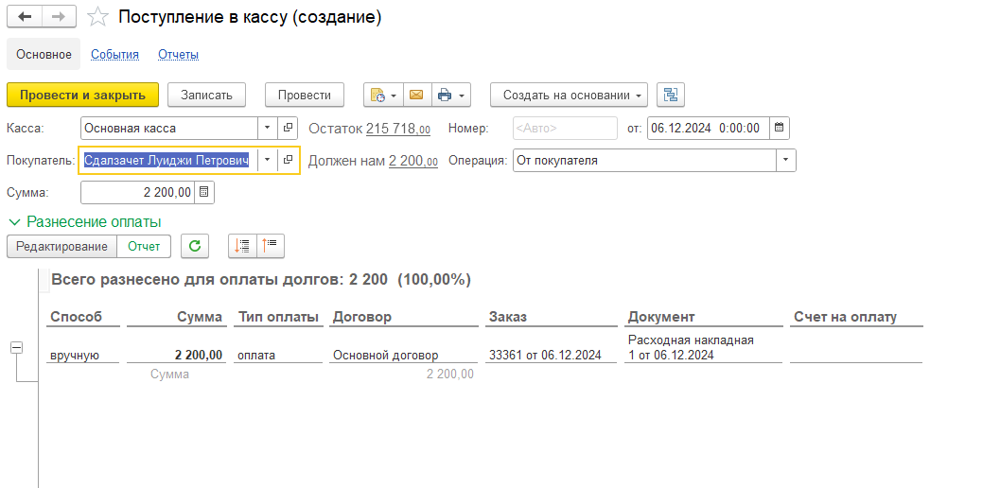 Поступление в кассу (создание)
Основное События Отчеты
Провести и закрыть Записать Провести Создать на основании
Касса: Основная касса Остаток 215 718,00 Номер: <Авто> от: 06.12.2024 0:00:00
Покупатель: Сдалзачет Луиджи Петрович Должен нам 2 200,00 Операция: От покупателя
Сумма: 2 200,00
Разнесение оплаты
Редактирование Отчет
Всего разнесено для оплаты долгов: 2 200 (100,00%)
Способ Сумма Тип оплаты Договор Заказ Документ Счет на оплату
вручную 2 200,00 оплата Основной договор 33361 от 06.12.2024 Расходная накладная
1 от 06.12.2024
Сумма 2 200,00